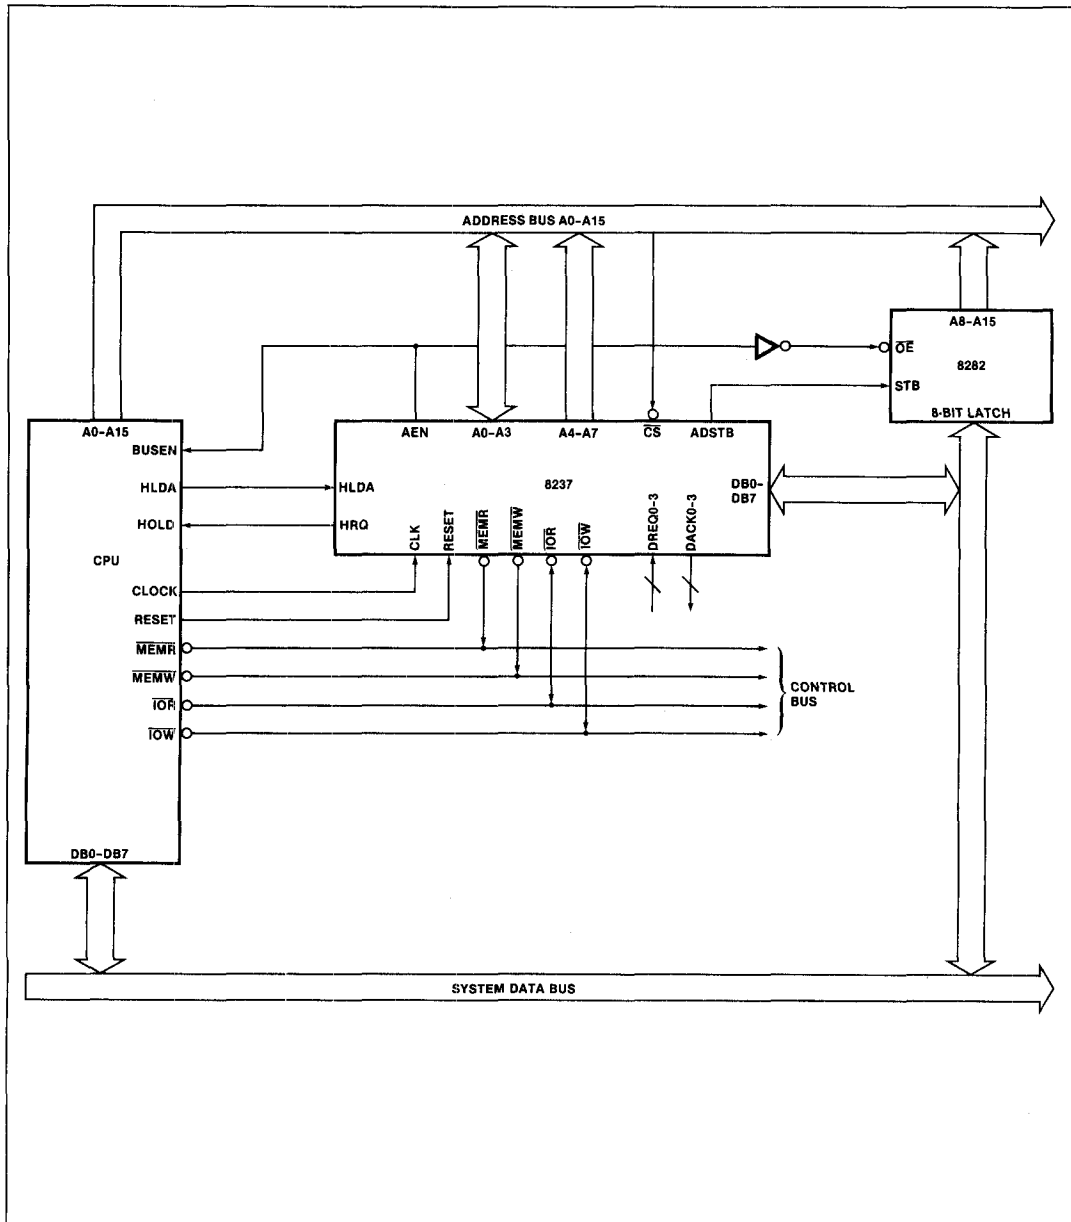 ADDRESS BUS A0–A15
A8–A15
OE
8282
STB
8-BIT LATCH
A0–A15
BUSEN
HLDA
HOLD
CPU
CLOCK
RESET
MEMR
MEMW
IOR
IOW
DB0–DB7
AEN
A0–A3
A4–A7
CS
ADSTB
HLDA
8237
DB0–
DB7
HRQ
CLK
RESET
MEMR
MEMW
IOR
IOW
DREQ0-3
DACK0-3
CONTROL
BUS
SYSTEM DATA BUS